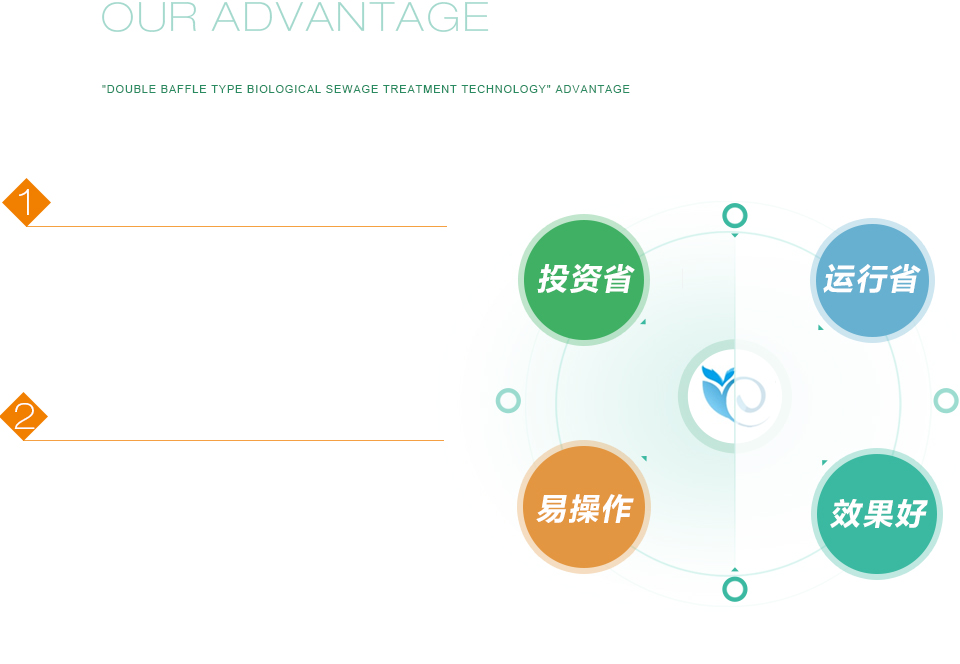 OUR ADVANTAGE
"DOUBLE BAFFLE TYPE BIOLOGICAL SEWAGE TREATMENT TECHNOLOGY" ADVANTAGE
1
投资省
运行省
2
易操作
效果好